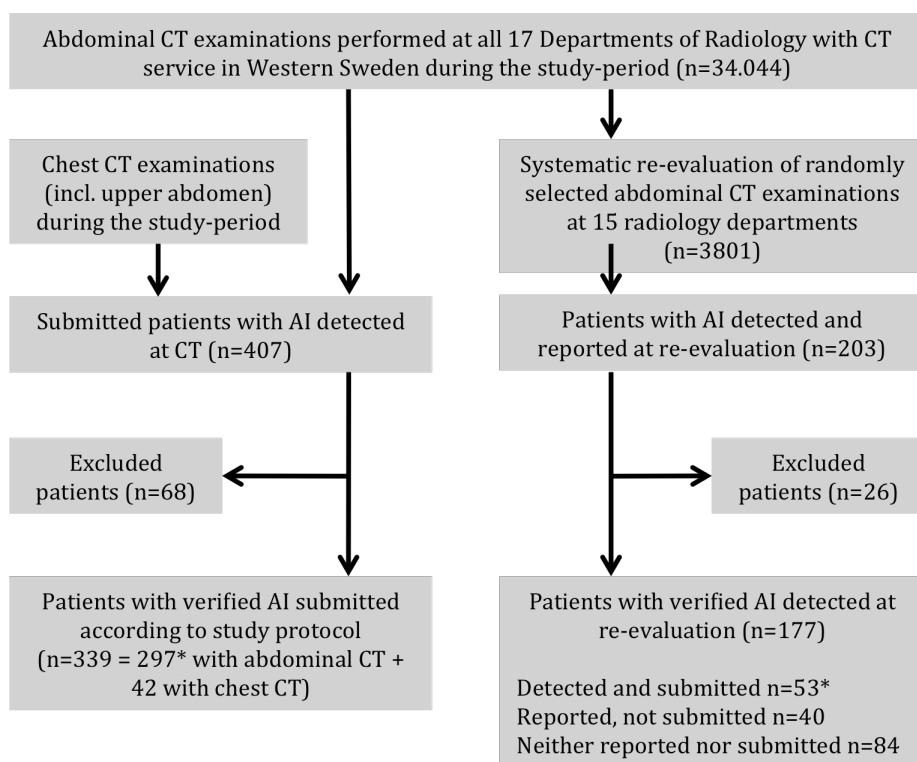 Abdominal CT examinations performed at all 17 Departments of Radiology with CT
service in Western Sweden during the study-period (n=34.044)
Chest CT examinations
(incl. upper abdomen)
during the study-period
Systematic re-evaluation of randomly
selected abdominal CT examinations
at 15 radiology departments
(n=3801)
Submitted patients with AI detected
at CT (n=407)
Patients with AI detected and
reported at re-evaluation (n=203)
Excluded
patients (n=68)
Excluded
patients (n=26)
Patients with verified AI submitted
according to study protocol
(n=339 = 297* with abdominal CT +
42 with chest CT)
Patients with verified AI detected at
re-evaluation (n=177)
Detected and submitted n=53*
Reported, not submitted n=40
Neither reported nor submitted n=84